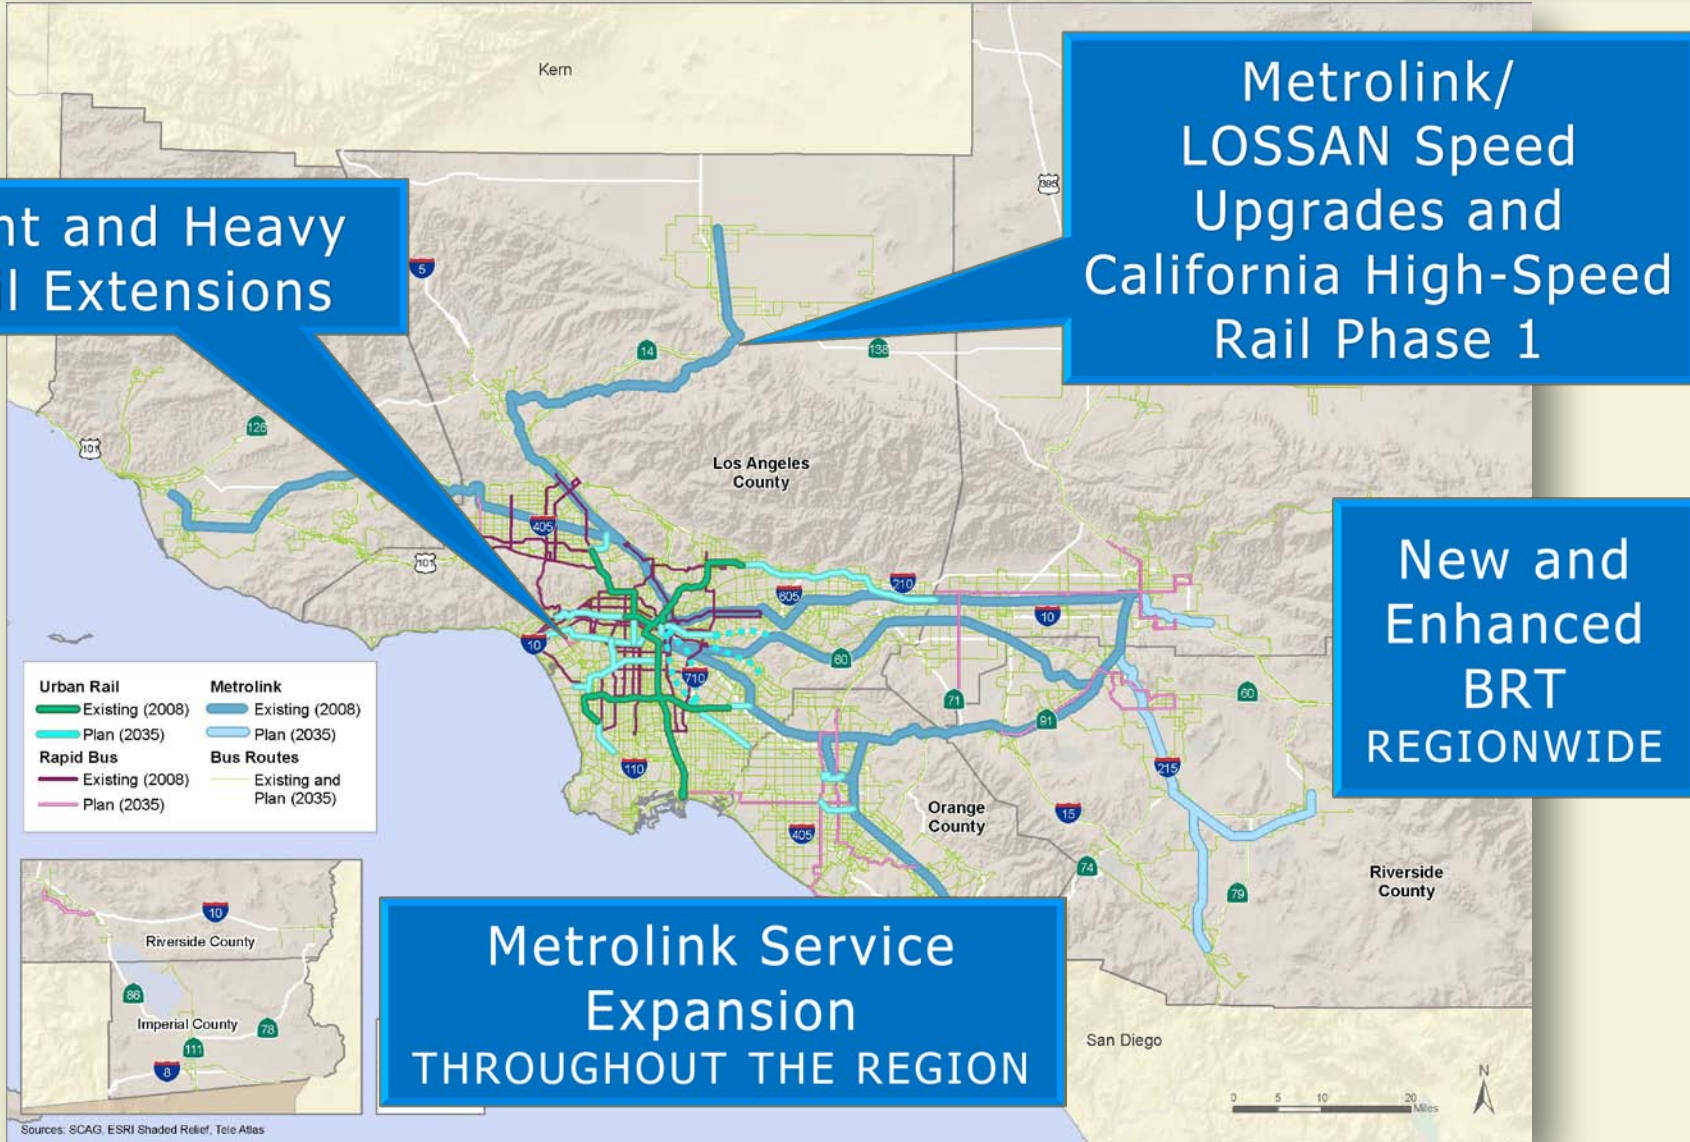 Kern
Metrolink/
LOSSAN Speed
Upgrades and
California High-Speed
Rail Phase 1
395
nt and Heavy
il Extensions
5
14
138
126
101
Los Angeles
County
405
101
New and
Enhanced
BRT
REGIONWIDE
210
605
10
10
60
710
71
60
91
Urban Rail
Existing (2008)
Plan (2035)
Rapid Bus
Existing (2008)
Plan (2035)
Metrolink
Existing (2008)
Plan (2035)
Bus Routes
Existing and
Plan (2035)
110
215
405
Orange
County
15
74
Riverside
County
79
10
Riverside County
86
Imperial County
78
111
8
Metrolink Service
Expansion
THROUGHOUT THE REGION
San Diego
N
0 5 10 20
Miles
Sources: SCAG, ESRI Shaded Relief, Tele Atlas